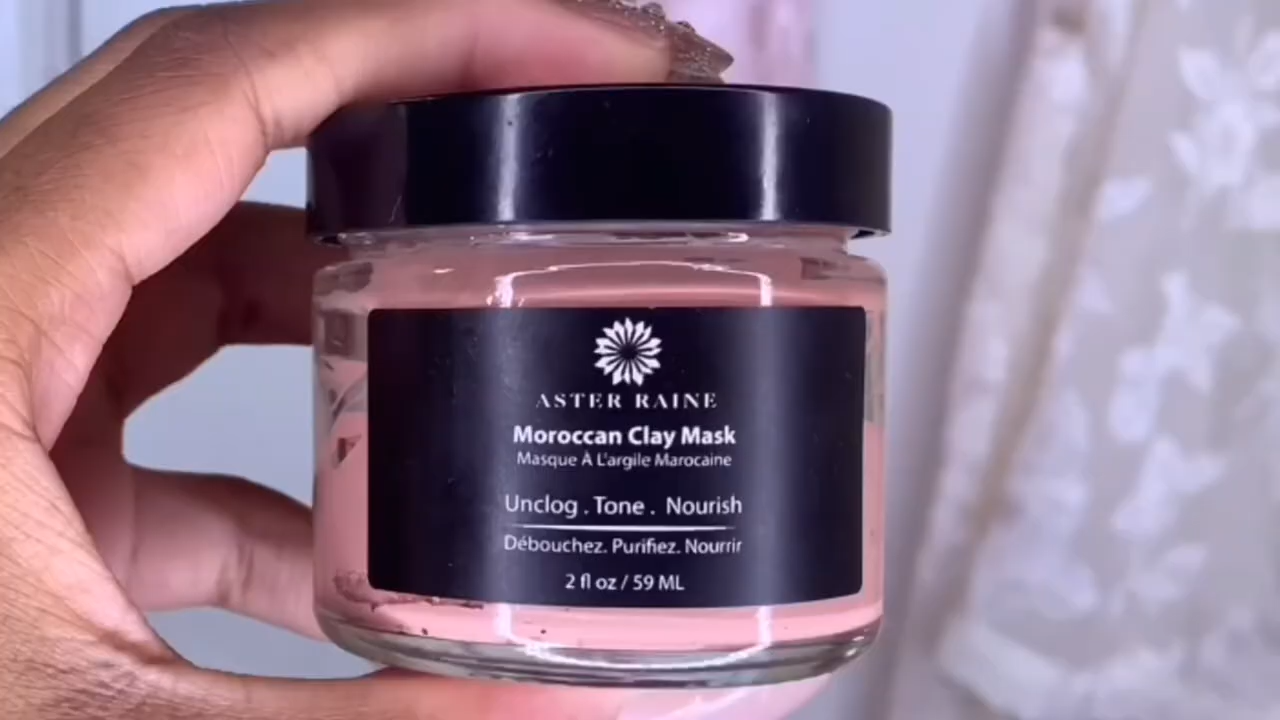 ASTER RAINE
Moroccan Clay Mask
Masque À L'argile Marocaine
Unclog . Tone . Nourish
Débouchez. Purifiez. Nourrir
2 fl oz / 59 ML